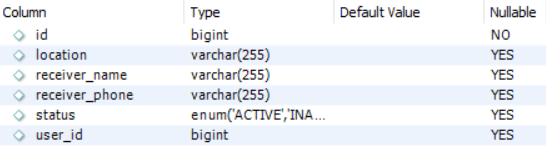 Column Type Default Value Nullable
id bigint NO
location varchar(255) YES
receiver_name varchar(255) YES
receiver_phone varchar(255) YES
status enum('ACTIVE','INA... YES
user_id bigint YES